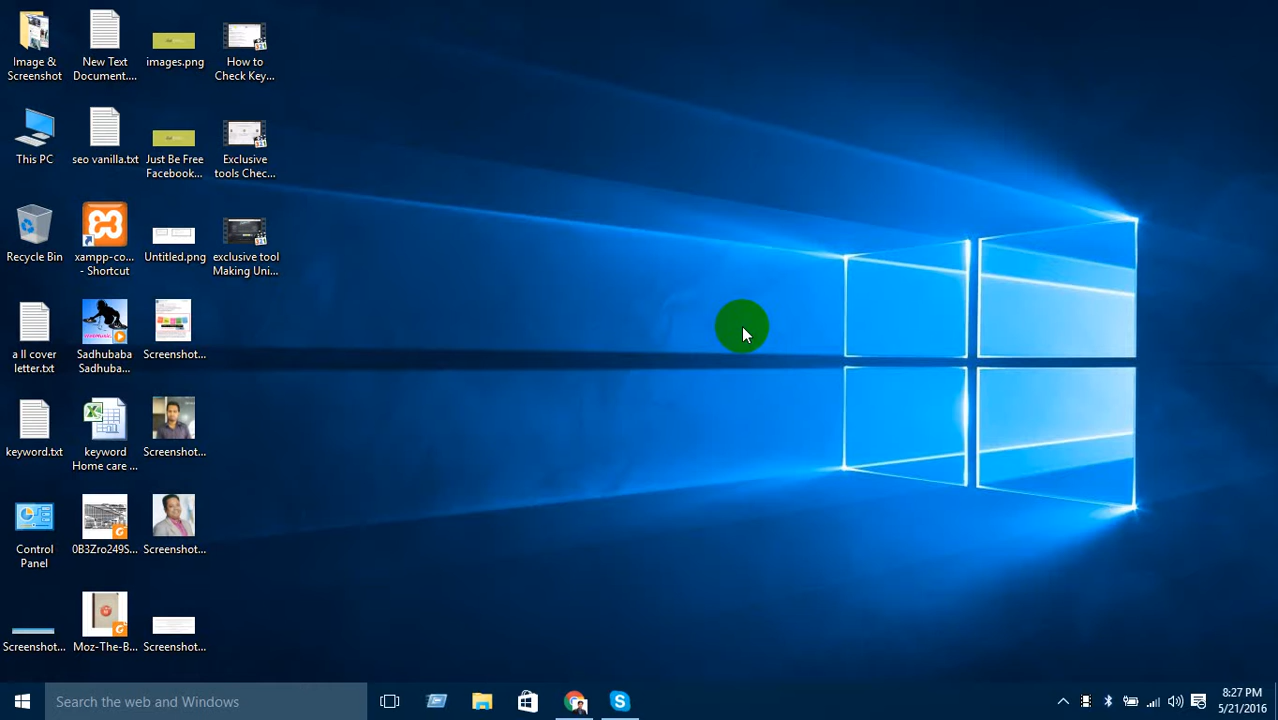 Image &
Screenshot
New Text
Document....
images.png
How to
Check Key...
This PC
seo vanilla.txt
Just Be Free
Facebook...
Exclusive
tools Chec...
Recycle Bin
xampp-co...
- Shortcut
Untitled.png
exclusive tool
Making Uni...
a ll cover
letter.txt
Sadhubaba
Sadhuba...
Screenshot...
keyword.txt
keyword
Home care ...
Screenshot...
Control
Panel
0B3Zro249S...
Screenshot...
Screenshot...
Moz-The-B...
Screenshot...
Search the web and Windows
8:27 PM
5/21/2016